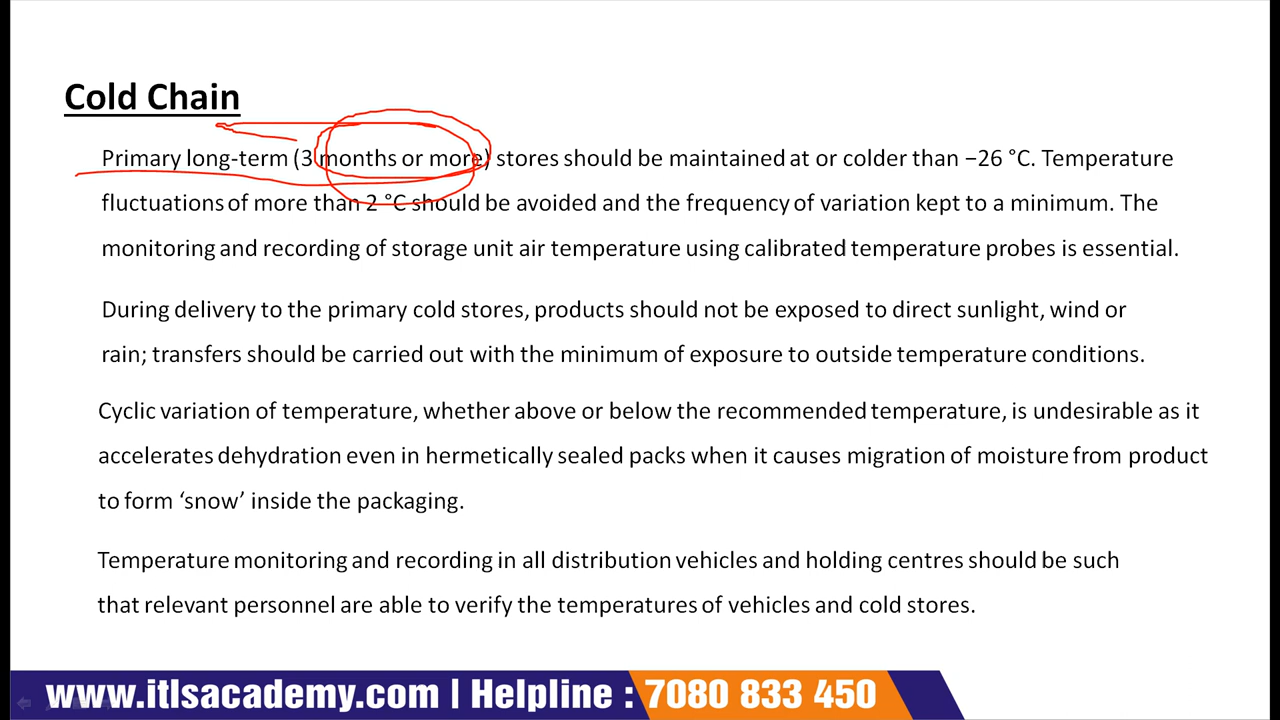 Cold Chain
Primary long-term (3 months or more) stores should be maintained at or colder than −26 °C. Temperature
fluctuations of more than 2 °C should be avoided and the frequency of variation kept to a minimum. The
monitoring and recording of storage unit air temperature using calibrated temperature probes is essential.
During delivery to the primary cold stores, products should not be exposed to direct sunlight, wind or
rain; transfers should be carried out with the minimum of exposure to outside temperature conditions.
Cyclic variation of temperature, whether above or below the recommended temperature, is undesirable as it
accelerates dehydration even in hermetically sealed packs when it causes migration of moisture from product
to form ‘snow’ inside the packaging.
Temperature monitoring and recording in all distribution vehicles and holding centres should be such
that relevant personnel are able to verify the temperatures of vehicles and cold stores.
www.itlsacademy.com | Helpline : 7080 833 450